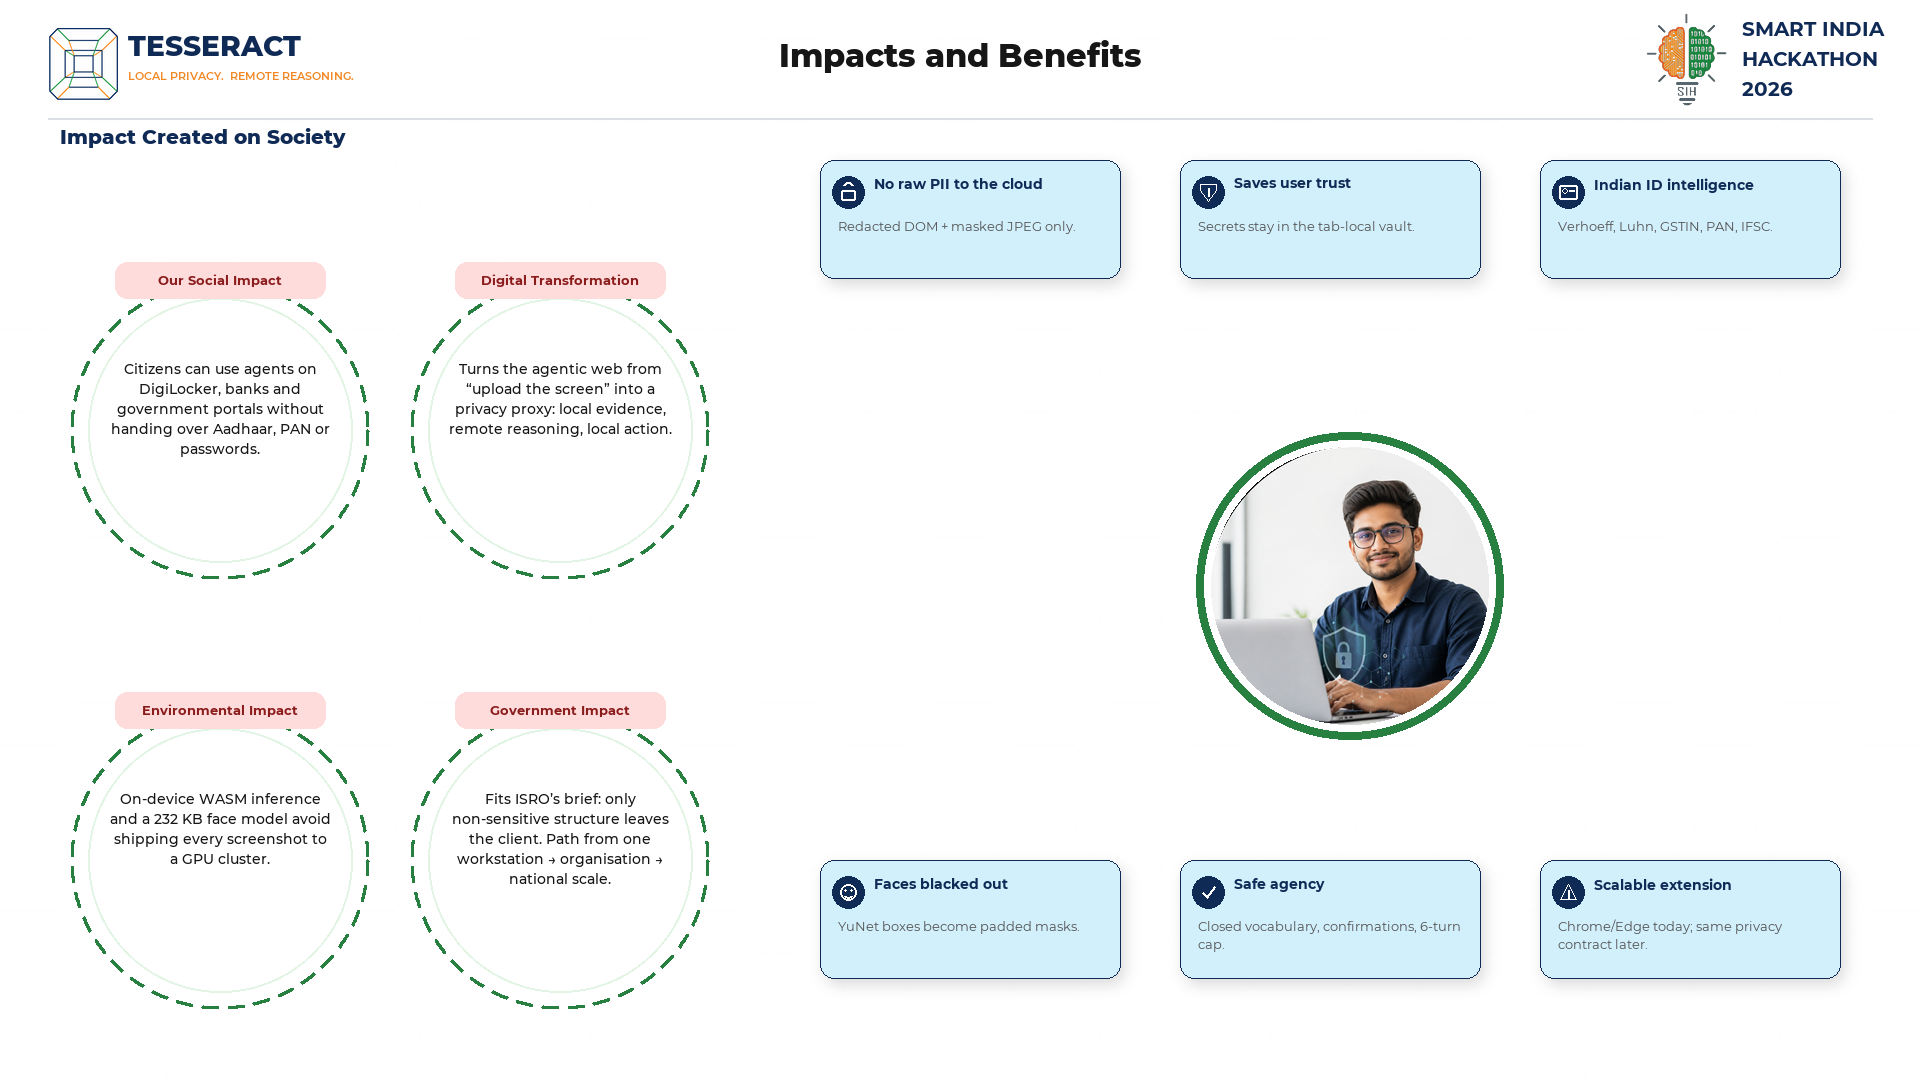 TESSERACT
LOCAL PRIVACY.  REMOTE REASONING.
Impacts and Benefits
SIH
SMART INDIA
HACKATHON
2026
Impact Created on Society
Our Social Impact
Citizens can use agents on
DigiLocker, banks and
government portals without
handing over Aadhaar, PAN or
passwords.
Digital Transformation
Turns the agentic web from
“upload the screen” into a
privacy proxy: local evidence,
remote reasoning, local action.
Environmental Impact
On-device WASM inference
and a 232 KB face model avoid
shipping every screenshot to
a GPU cluster.
Government Impact
Fits ISRO’s brief: only
non-sensitive structure leaves
the client. Path from one
workstation → organisation →
national scale.
No raw PII to the cloud
Redacted DOM + masked JPEG only.
Saves user trust
Secrets stay in the tab-local vault.
Indian ID intelligence
Verhoeff, Luhn, GSTIN, PAN, IFSC.
Faces blacked out
YuNet boxes become padded masks.
Safe agency
Closed vocabulary, confirmations, 6-turn
cap.
Scalable extension
Chrome/Edge today; same privacy
contract later.